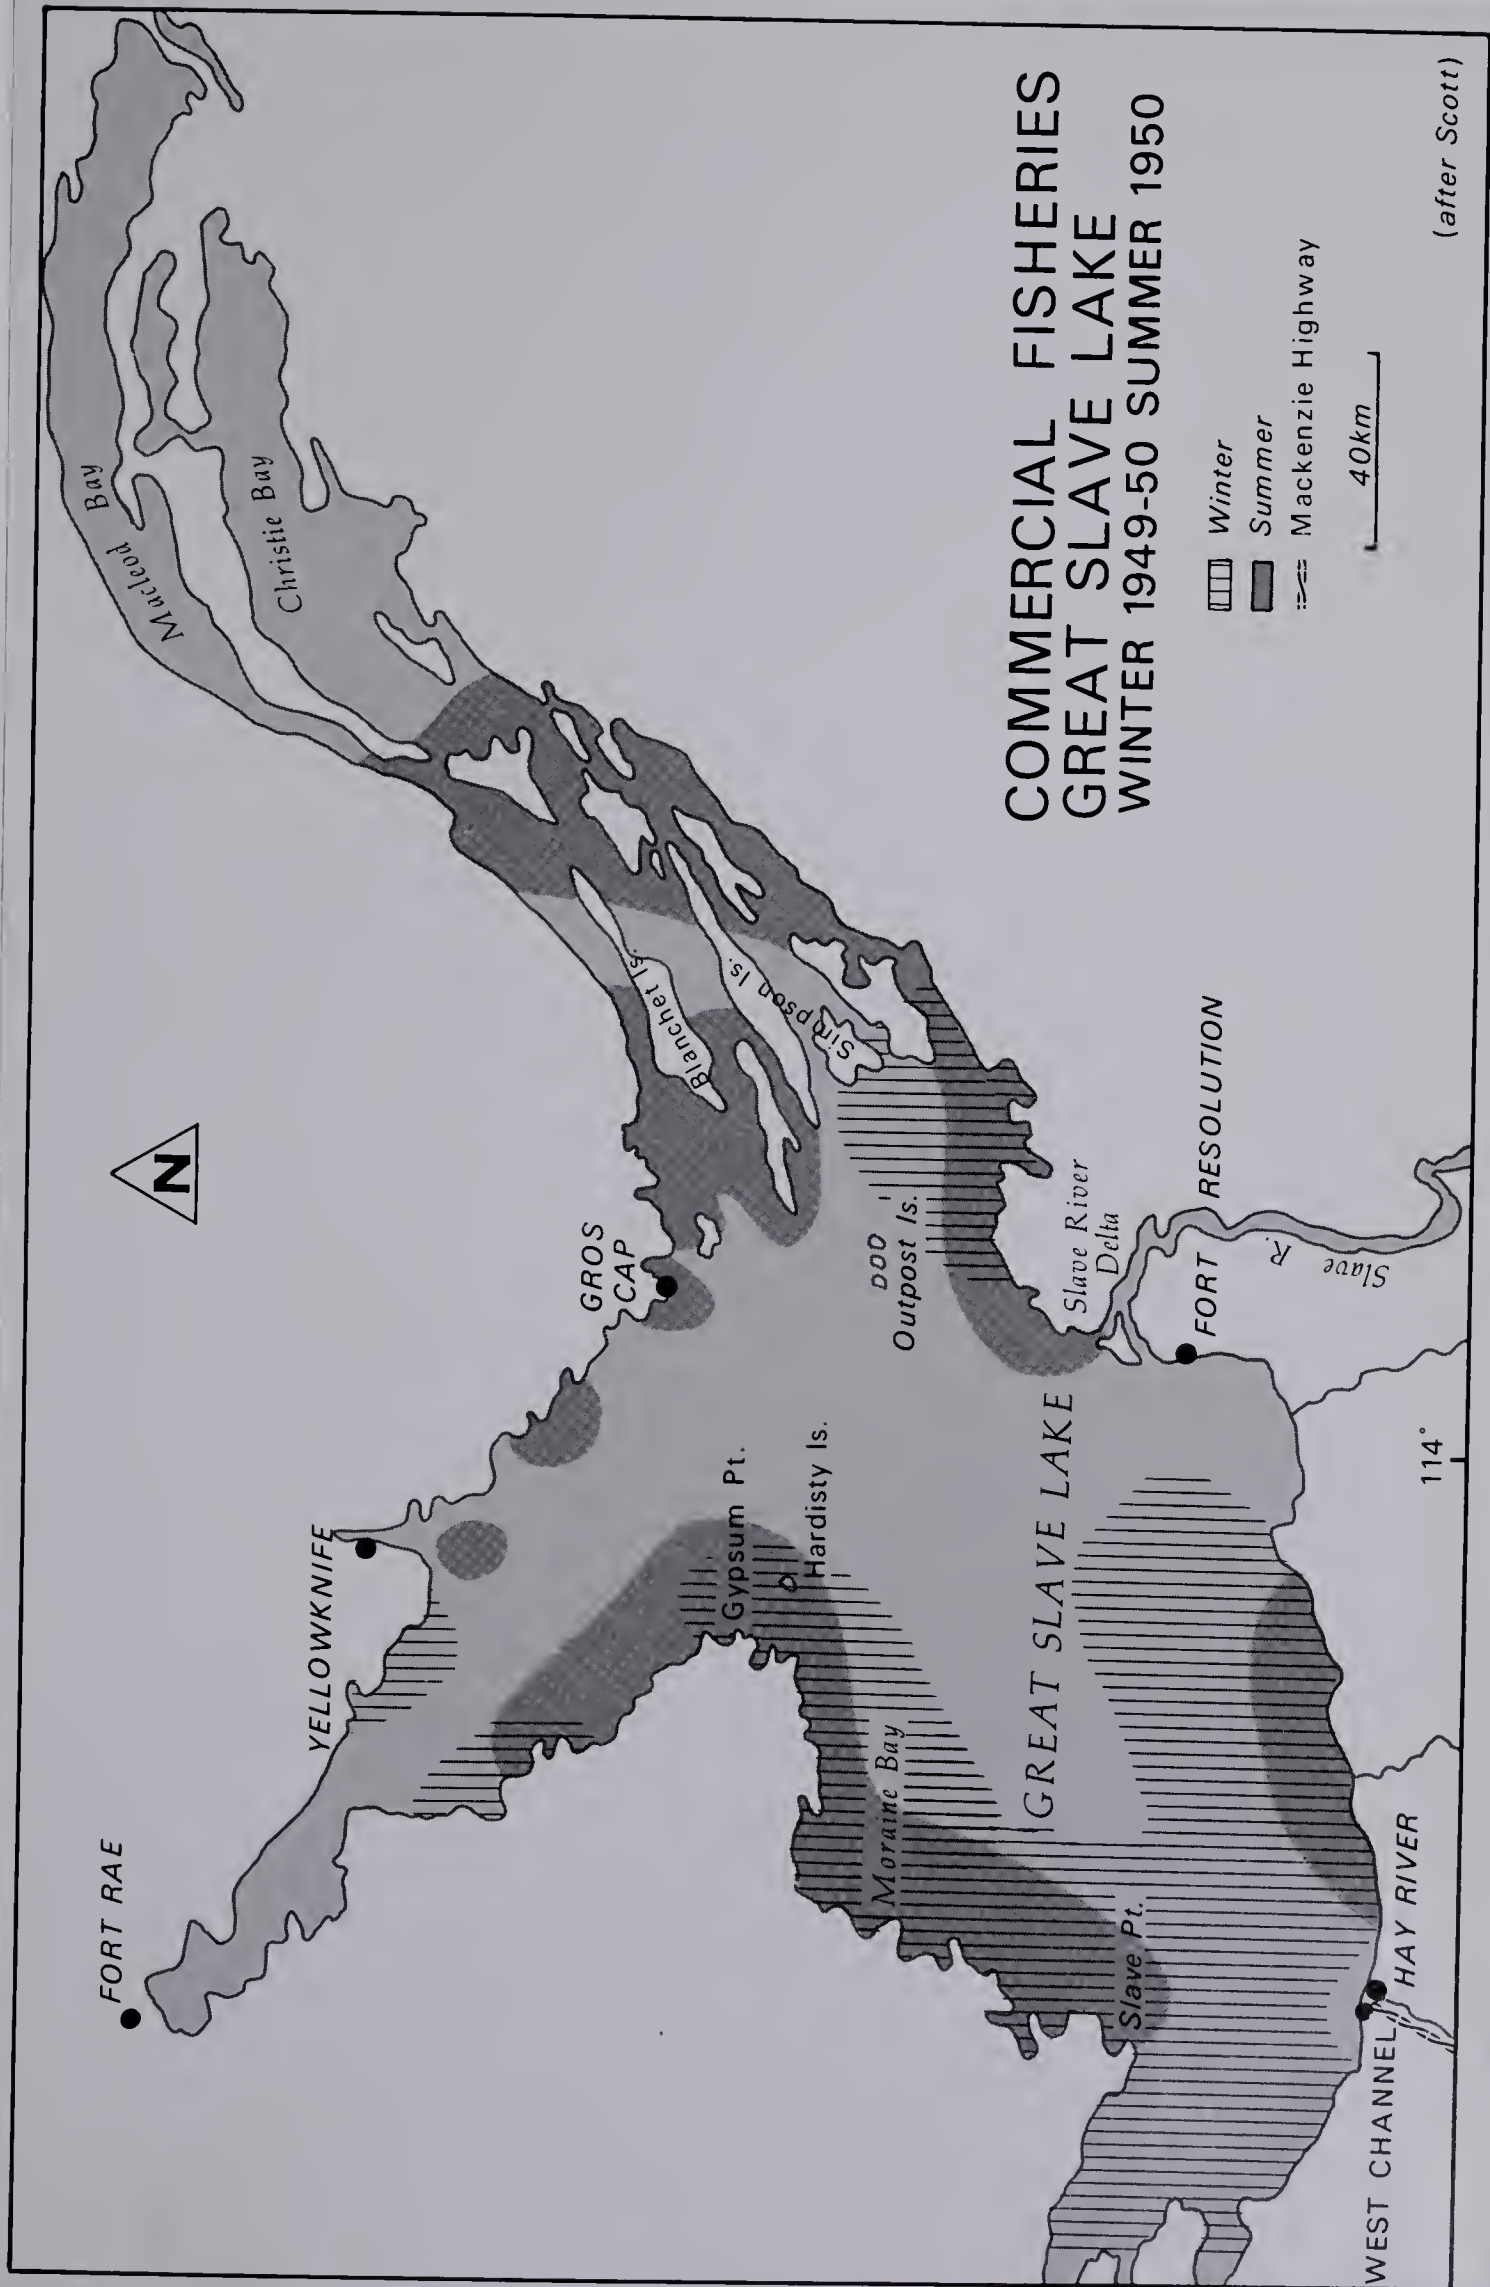 COMMERCIAL FISHERIES
GREAT SLAVE LAKE
WINTER 1949-50 SUMMER 1950
Winter
Summer
Mackenzie Highway
40km
(after Scott)
N
FORT RAE
YELLOWKNIFE
GROS
CAP
Macleod Bay
Christie Bay
Blanchet Is.
Simpson Is.
Gypsum Pt.
Hardisty Is.
Outpost Is.
Moraine Bay
GREAT SLAVE LAKE
Slave Pt.
Slave River
Delta
FORT RESOLUTION
Slave R.
HAY RIVER
WEST CHANNEL
114°